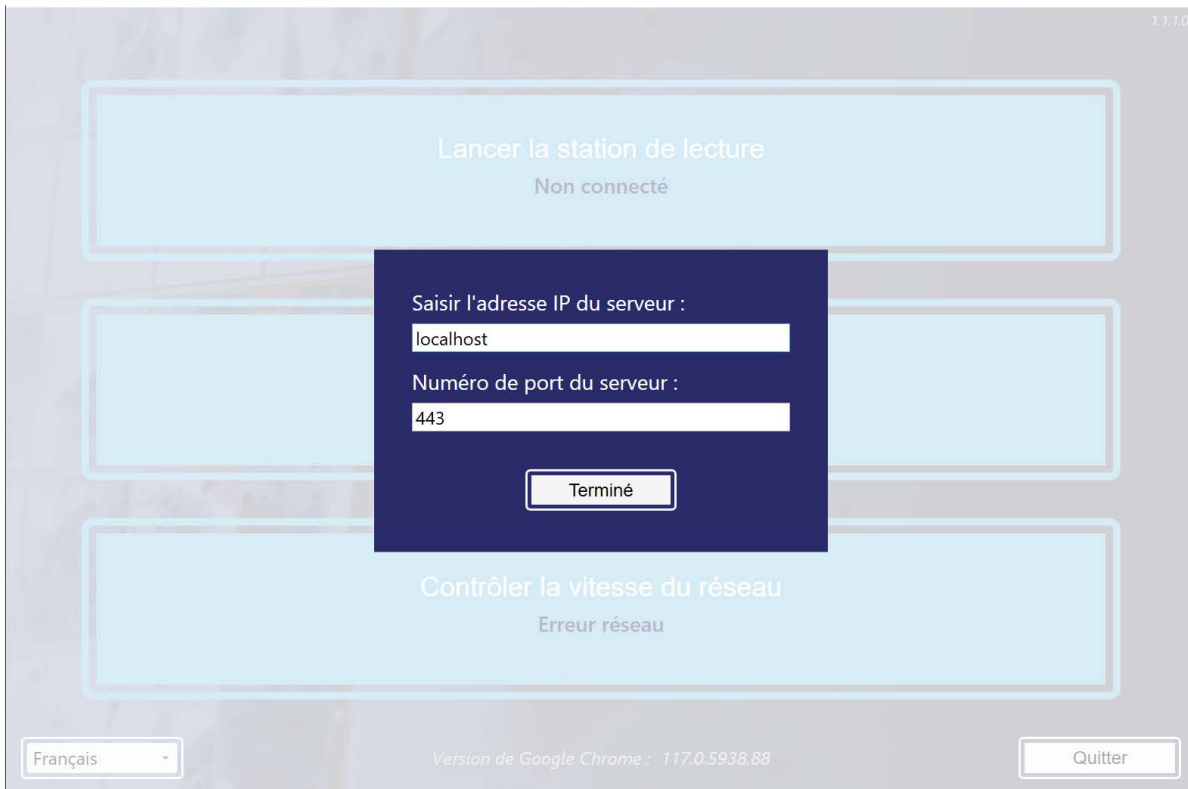 1.1.1.0
Lancer la station de lecture
Non connecté
Saisir l'adresse IP du serveur :
localhost
Numéro de port du serveur :
443
Terminé
Contrôler la vitesse du réseau
Erreur réseau
Français
Version de Google Chrome : 117.0.5938.88
Quitter